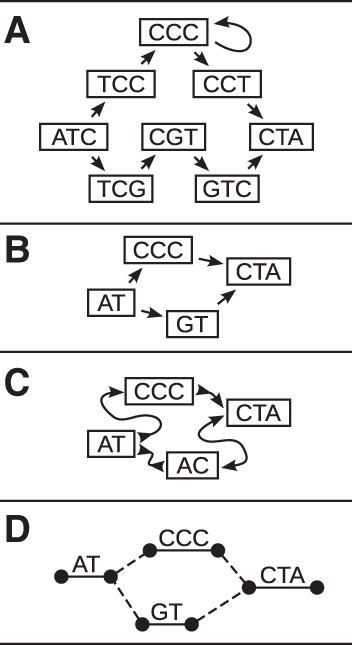 A
CCC
TCC CCT
ATC CGT CTA
TCG GTC
B
CCC
CTA
AT
GT
C
CCC
CTA
AT
AC
D
CCC
AT
CTA
GT